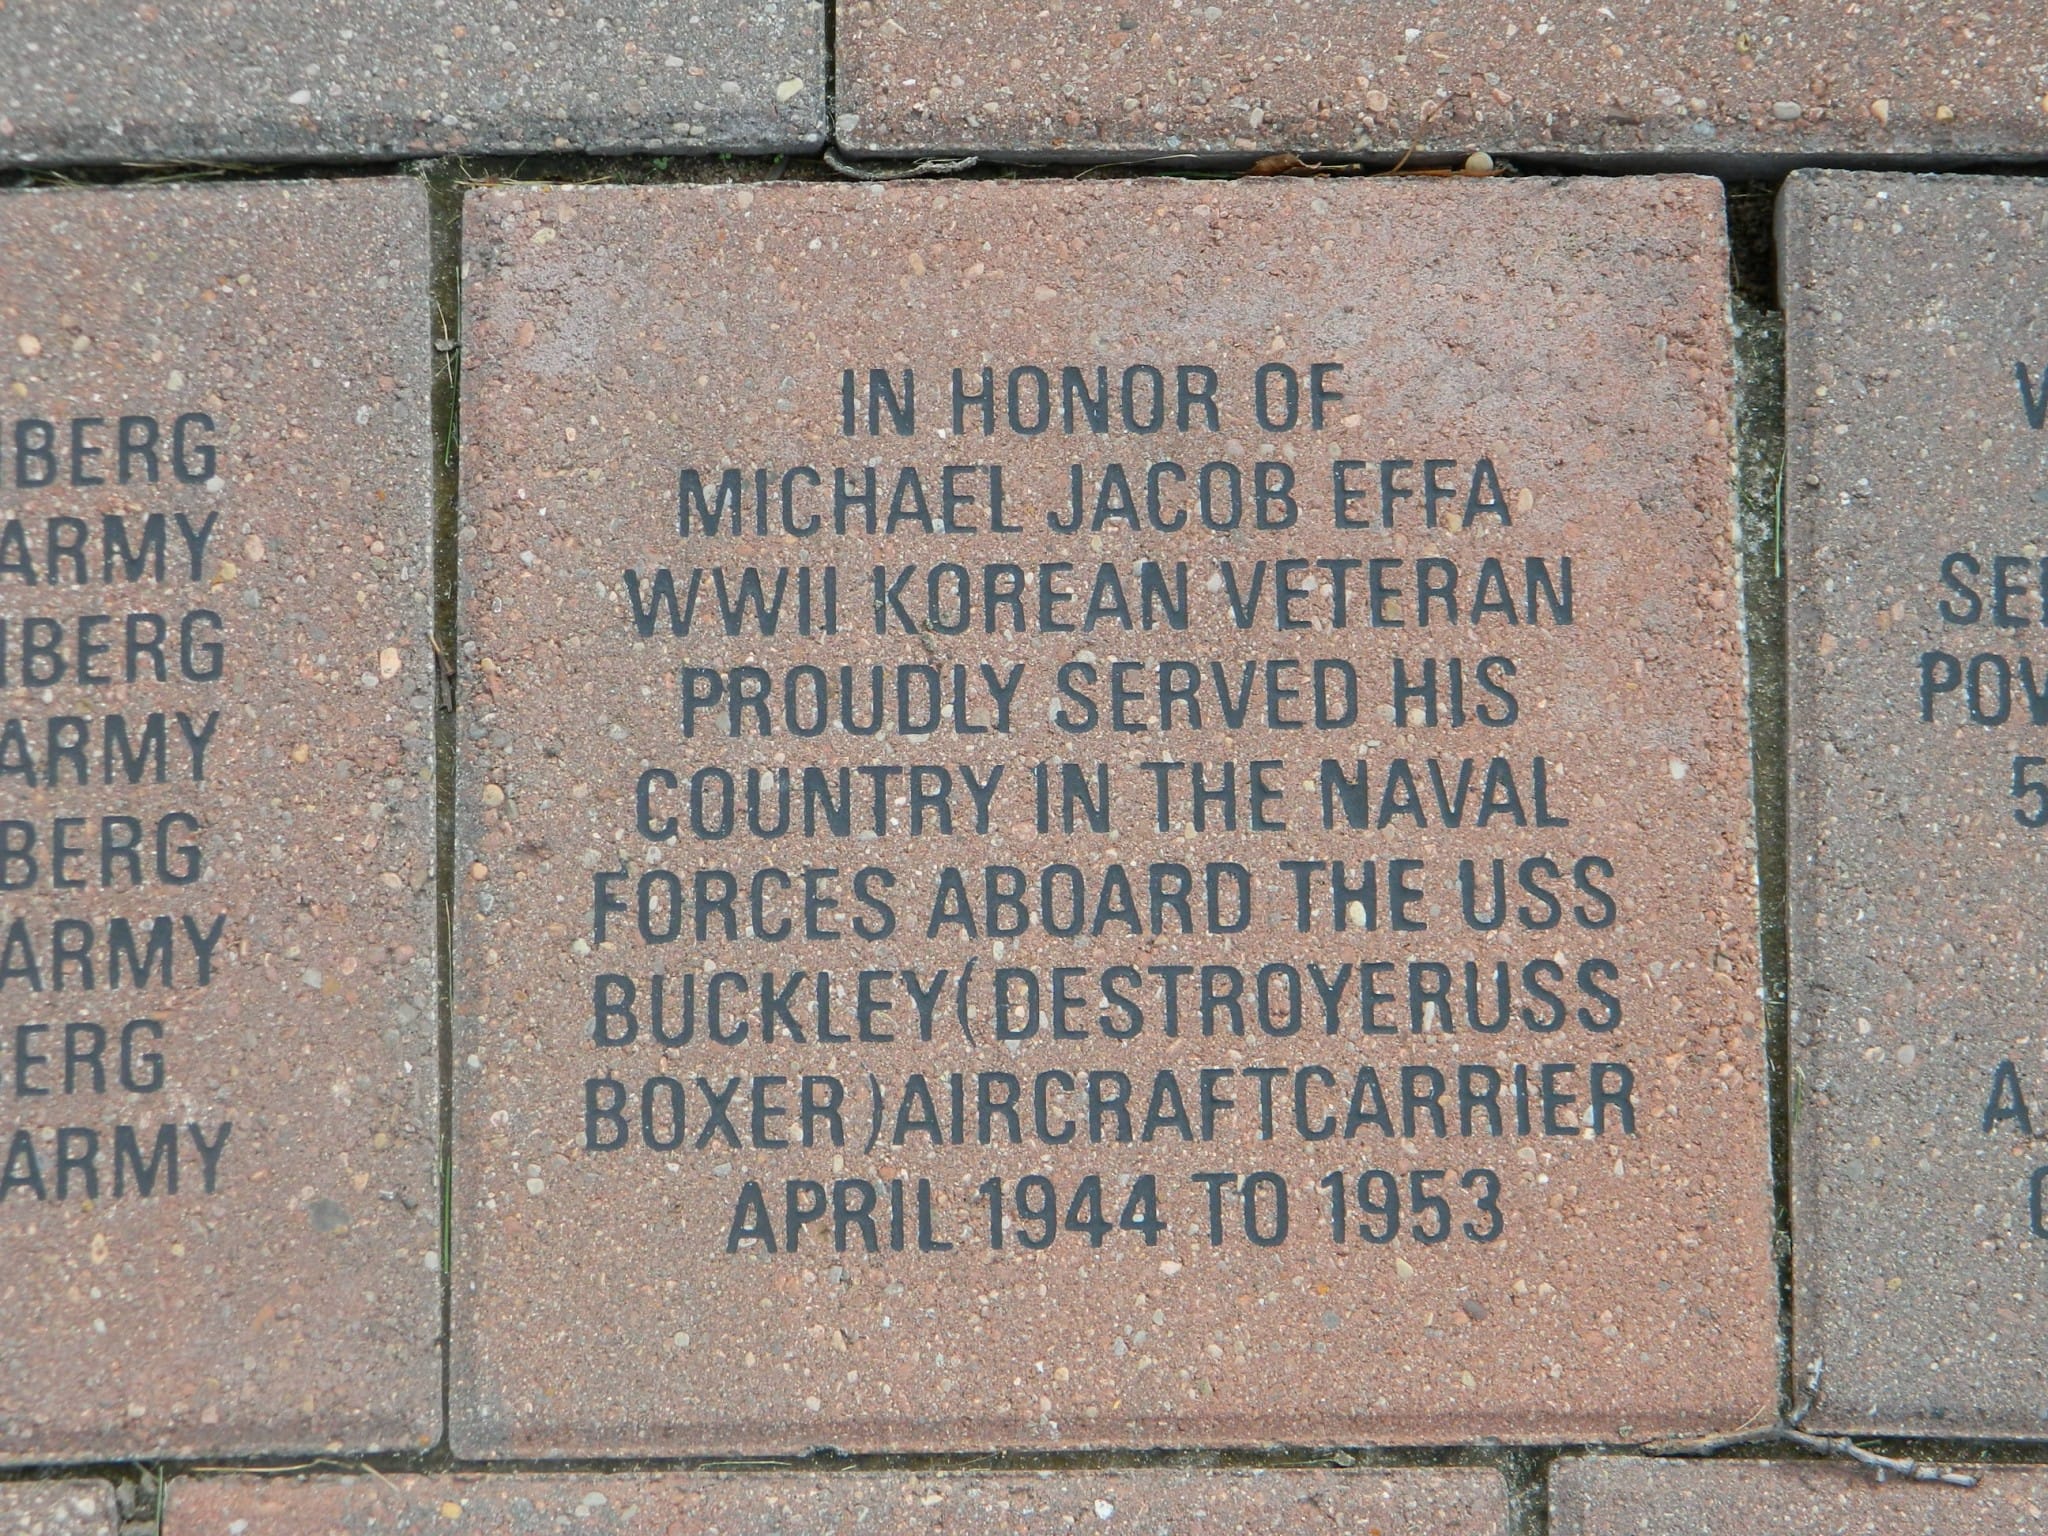 IN HONOR OF
MICHAEL JACOB EFFA
WWII KOREAN VETERAN
PROUDLY SERVED HIS
COUNTRY IN THE NAVAL
FORCES ABOARD THE USS
BUCKLEY(DESTROYERUSS
BOXER)AIRCRAFTCARRIER
APRIL 1944 TO 1953
ARMY
ARMY
ARMY
ARMY